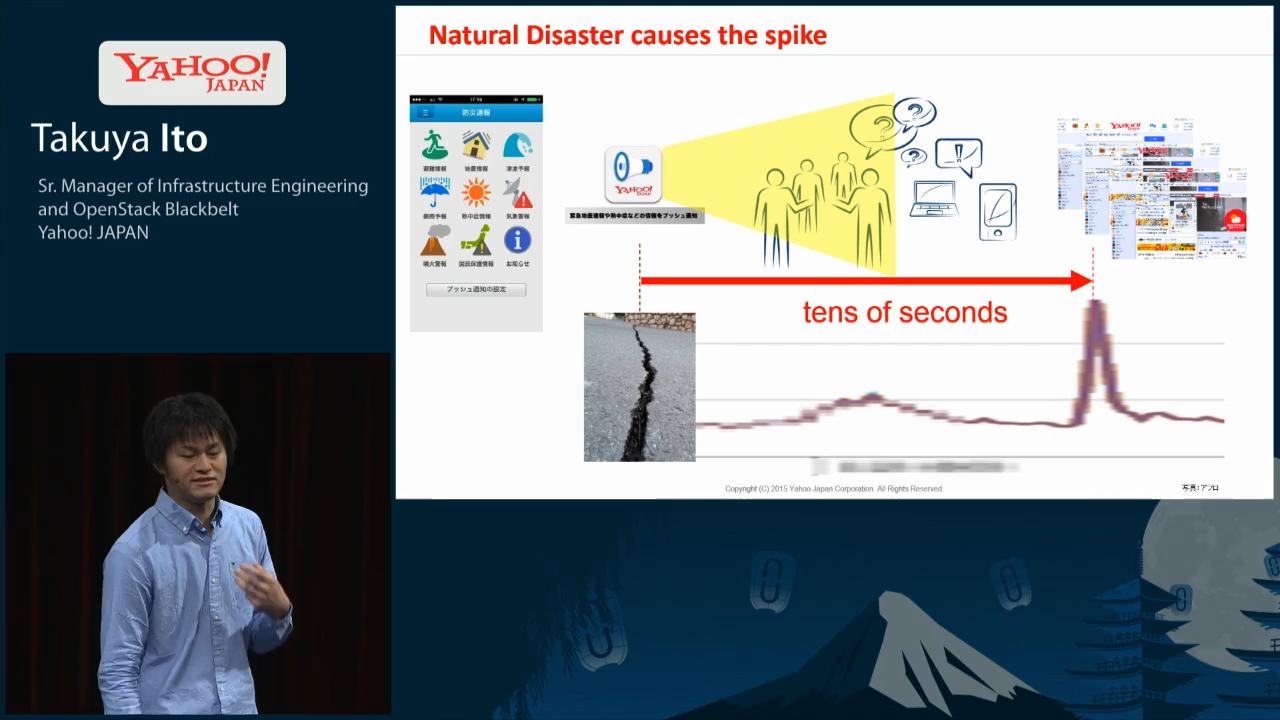 YAHOO!
JAPAN
Takuya Ito
Sr. Manager of Infrastructure Engineering
and OpenStack Blackbelt
Yahoo! JAPAN
Natural Disaster causes the spike
17:56
防災速報
避難情報 地震情報 津波予報
豪雨予報 熱中症情報 気象警報
噴火警報 国民保護情報 お知らせ
プッシュ通知の設定
YAHOO!
JAPAN
緊急地震速報や熱中症などの情報をプッシュ通知
YAHOO!
tens of seconds
Copyright (C) 2015 Yahoo Japan Corporation. All Rights Reserved.
写真:アフロ